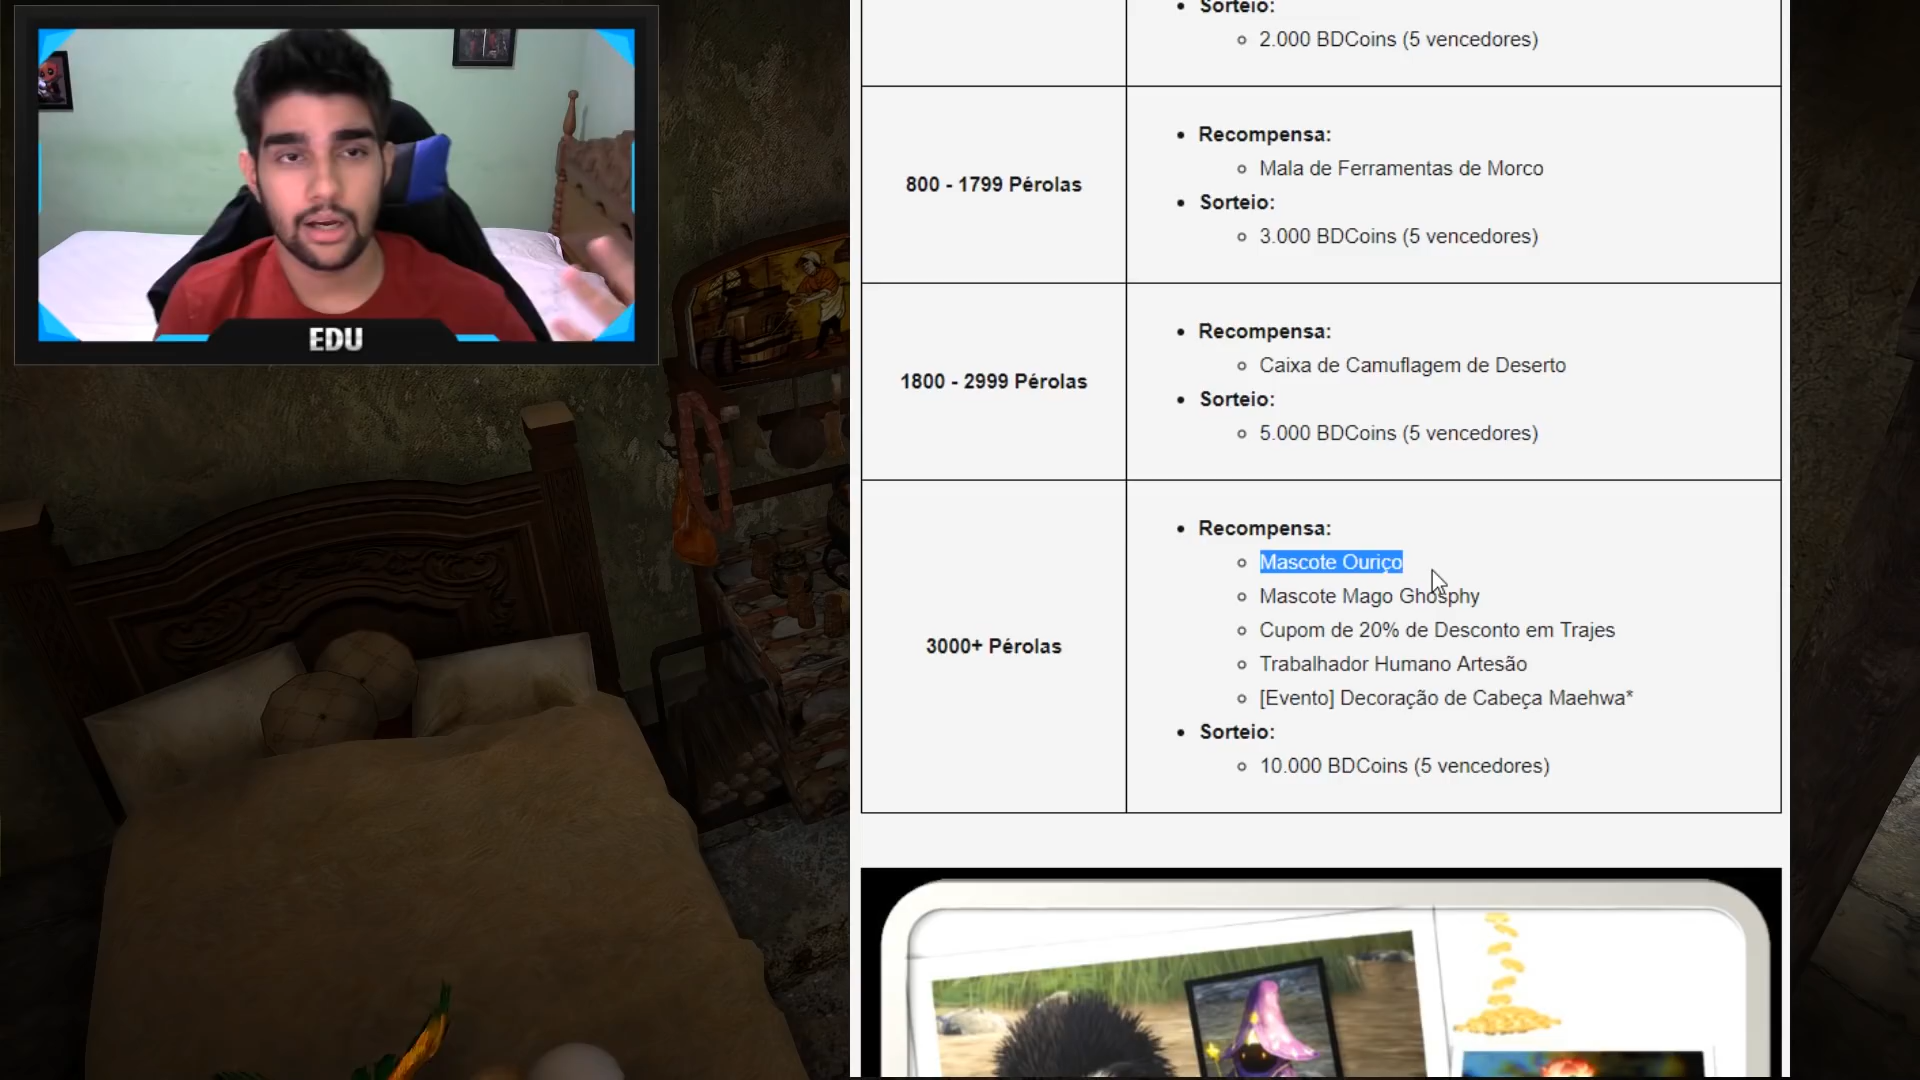 EDU
Sorteio:
2.000 BDCoins (5 vencedores)
800 - 1799 Pérolas
Recompensa:
Mala de Ferramentas de Morco
Sorteio:
3.000 BDCoins (5 vencedores)
1800 - 2999 Pérolas
Recompensa:
Caixa de Camuflagem de Deserto
Sorteio:
5.000 BDCoins (5 vencedores)
3000+ Pérolas
Recompensa:
Mascote Ouriço
Mascote Mago Ghosphy
Cupom de 20% de Desconto em Trajes
Trabalhador Humano Artesão
[Evento] Decoração de Cabeça Maehwa*
Sorteio:
10.000 BDCoins (5 vencedores)